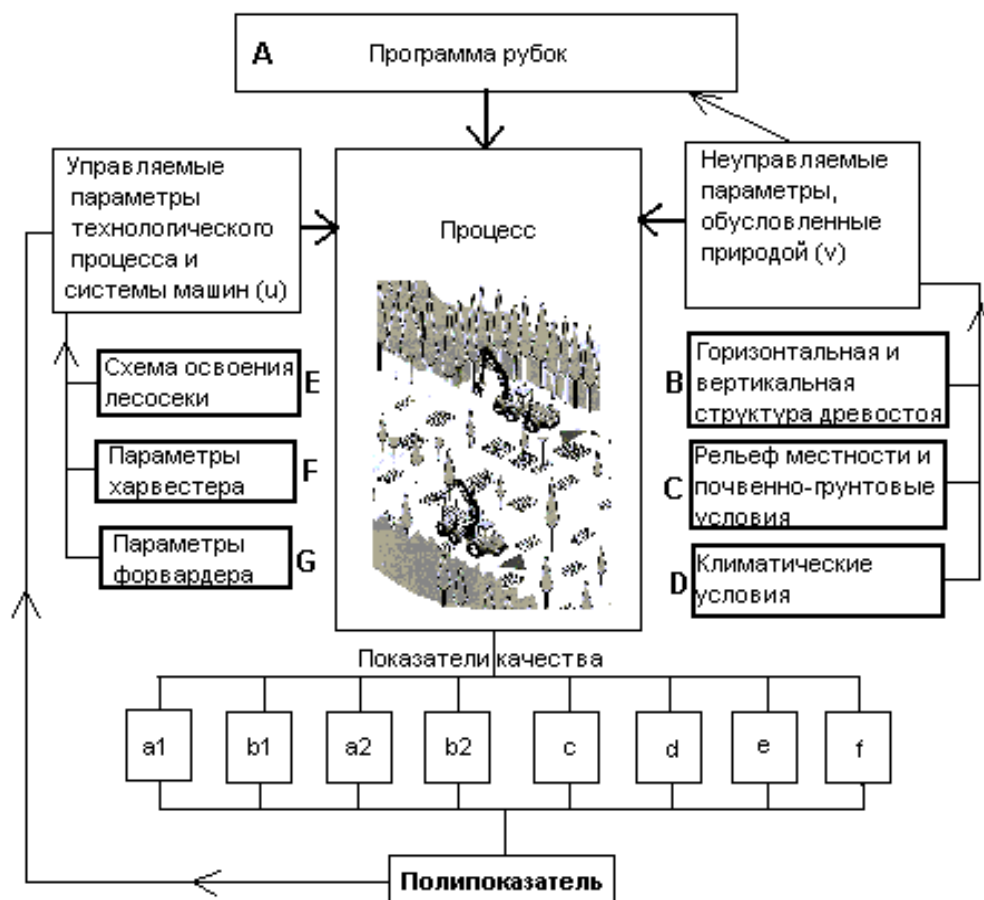 A Программа рубок
Управляемые
параметры
технологического
процесса и
системы машин (u)
Процесс
Неуправляемые
параметры,
обусловленные
природой (v)
Схема освоения
лесосеки
E
Параметры
харвестера
F
Параметры
форвардера
G
B
Горизонтальная и
вертикальная
структура древостоя
C
Рельеф местности и
почвенно-грунтовые
условия
D
Климатические
условия
Показатели качества
a1 b1 a2 b2 c d e f
Полипоказатель